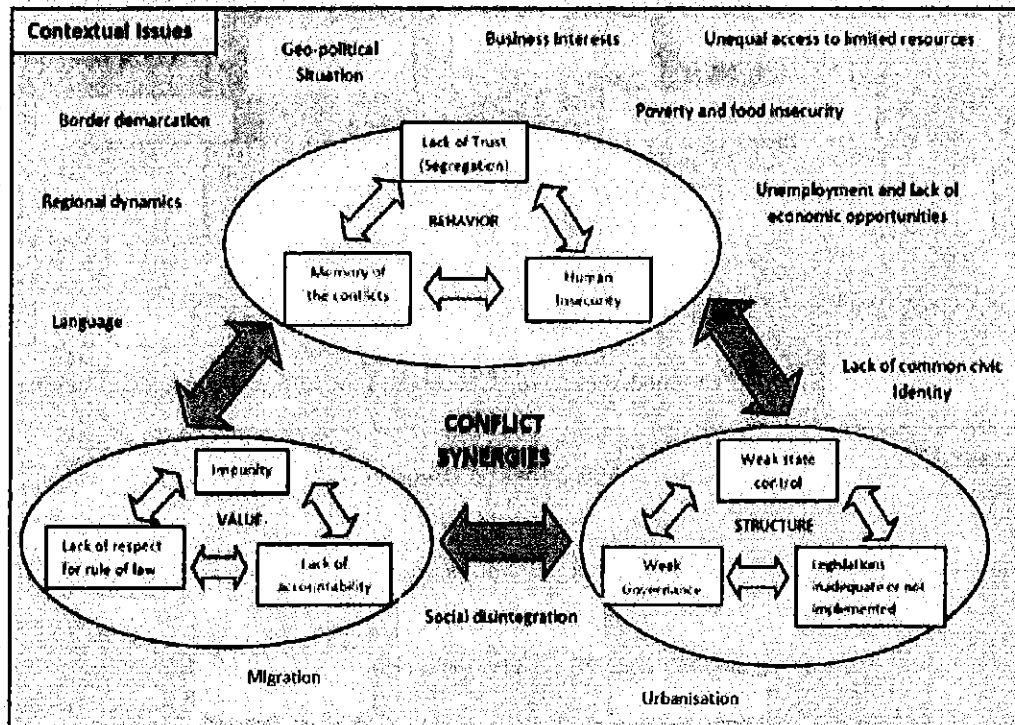 Contextual Issues
Geo-political
Situation
Business Interests
Unequal access to limited resources
Border demarcation
Poverty and food insecurity
Lack of Trust
(Segregation)
Regional dynamics
Unemployment and lack of
economic opportunities
BEHAVIOR
Memory of
the conflicts
Human
Insecurity
Language
Lack of common civic
Identity
CONFLICT
SYNERGIES
Impunity
Weak state
control
VALUE
STRUCTURE
Lack of respect
for rule of law
Lack of
accountability
Weak
Governance
Legislations
inadequate or not
implemented
Social disintegration
Migration
Urbanisation